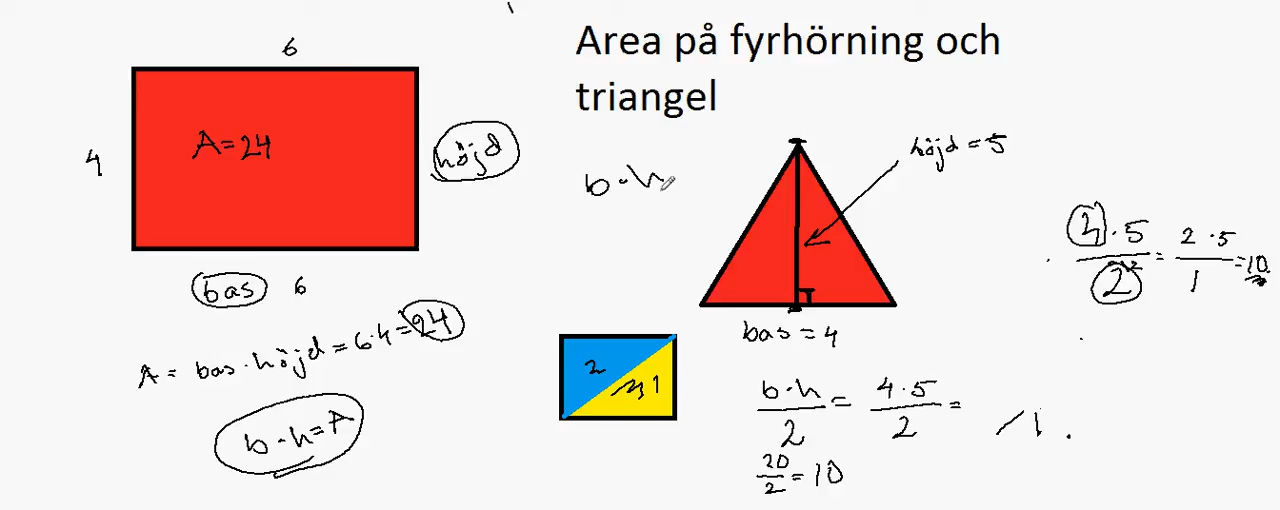 Area på fyrhörning och
triangel
6
4
A=24
höjd
bas 6
A = bas·höjd = 6·4 = 24
b·h=A
b·h
höjd = 5
bas = 4
2
1
b·h/2 = 4·5/2 =
20/2 = 10
4·5/2 = 2·5/1 = 10